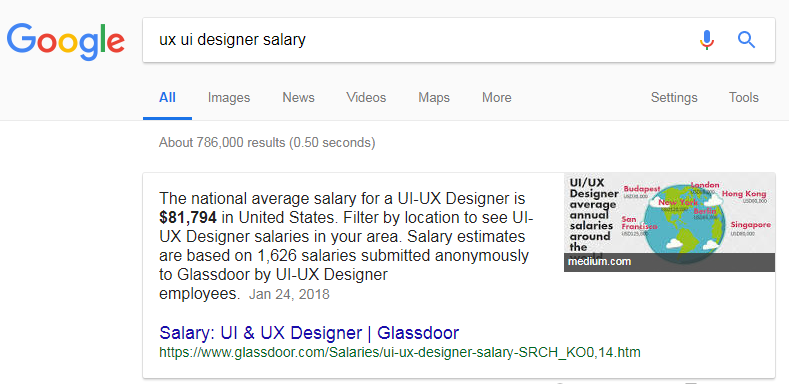 Google
ux ui designer salary
All Images News Videos Maps More Settings Tools
About 786,000 results (0.50 seconds)
The national average salary for a UI-UX Designer is
$81,794 in United States. Filter by location to see UI-
UX Designer salaries in your area. Salary estimates
are based on 1,626 salaries submitted anonymously
to Glassdoor by UI-UX Designer
employees. Jan 24, 2018
UI/UX
Designer
average
annual
salaries
around
the
Budapest
London
Hong Kong
New York
Berlin
San
Francisco
Singapore
medium.com
Salary: UI & UX Designer | Glassdoor
https://www.glassdoor.com/Salaries/ui-ux-designer-salary-SRCH_KO0,14.htm